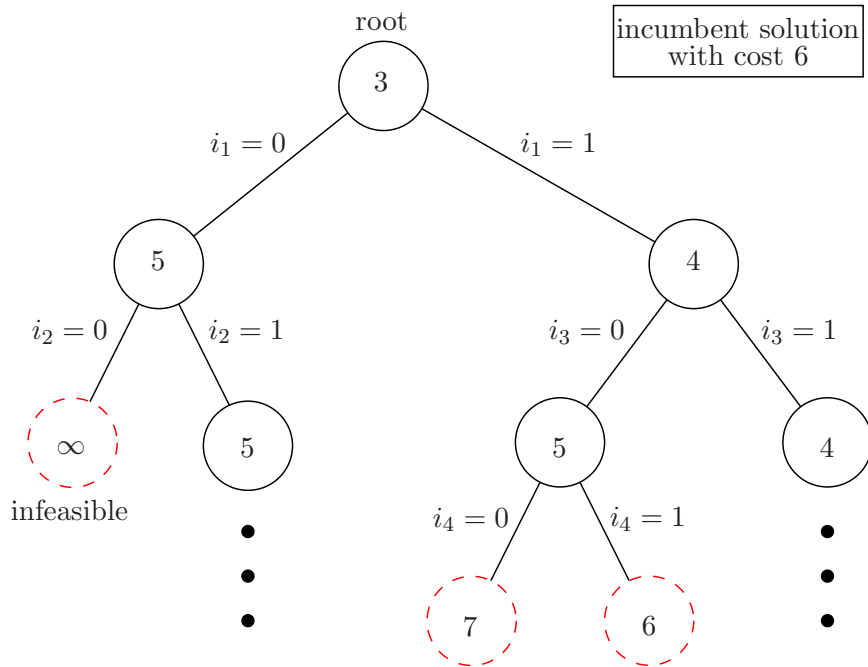 root
incumbent solution
with cost 6
3
i₁ = 0
i₁ = 1
5
4
i₂ = 0
i₂ = 1
i₃ = 0
i₃ = 1
∞
5
5
4
infeasible
i₄ = 0
i₄ = 1
7
6